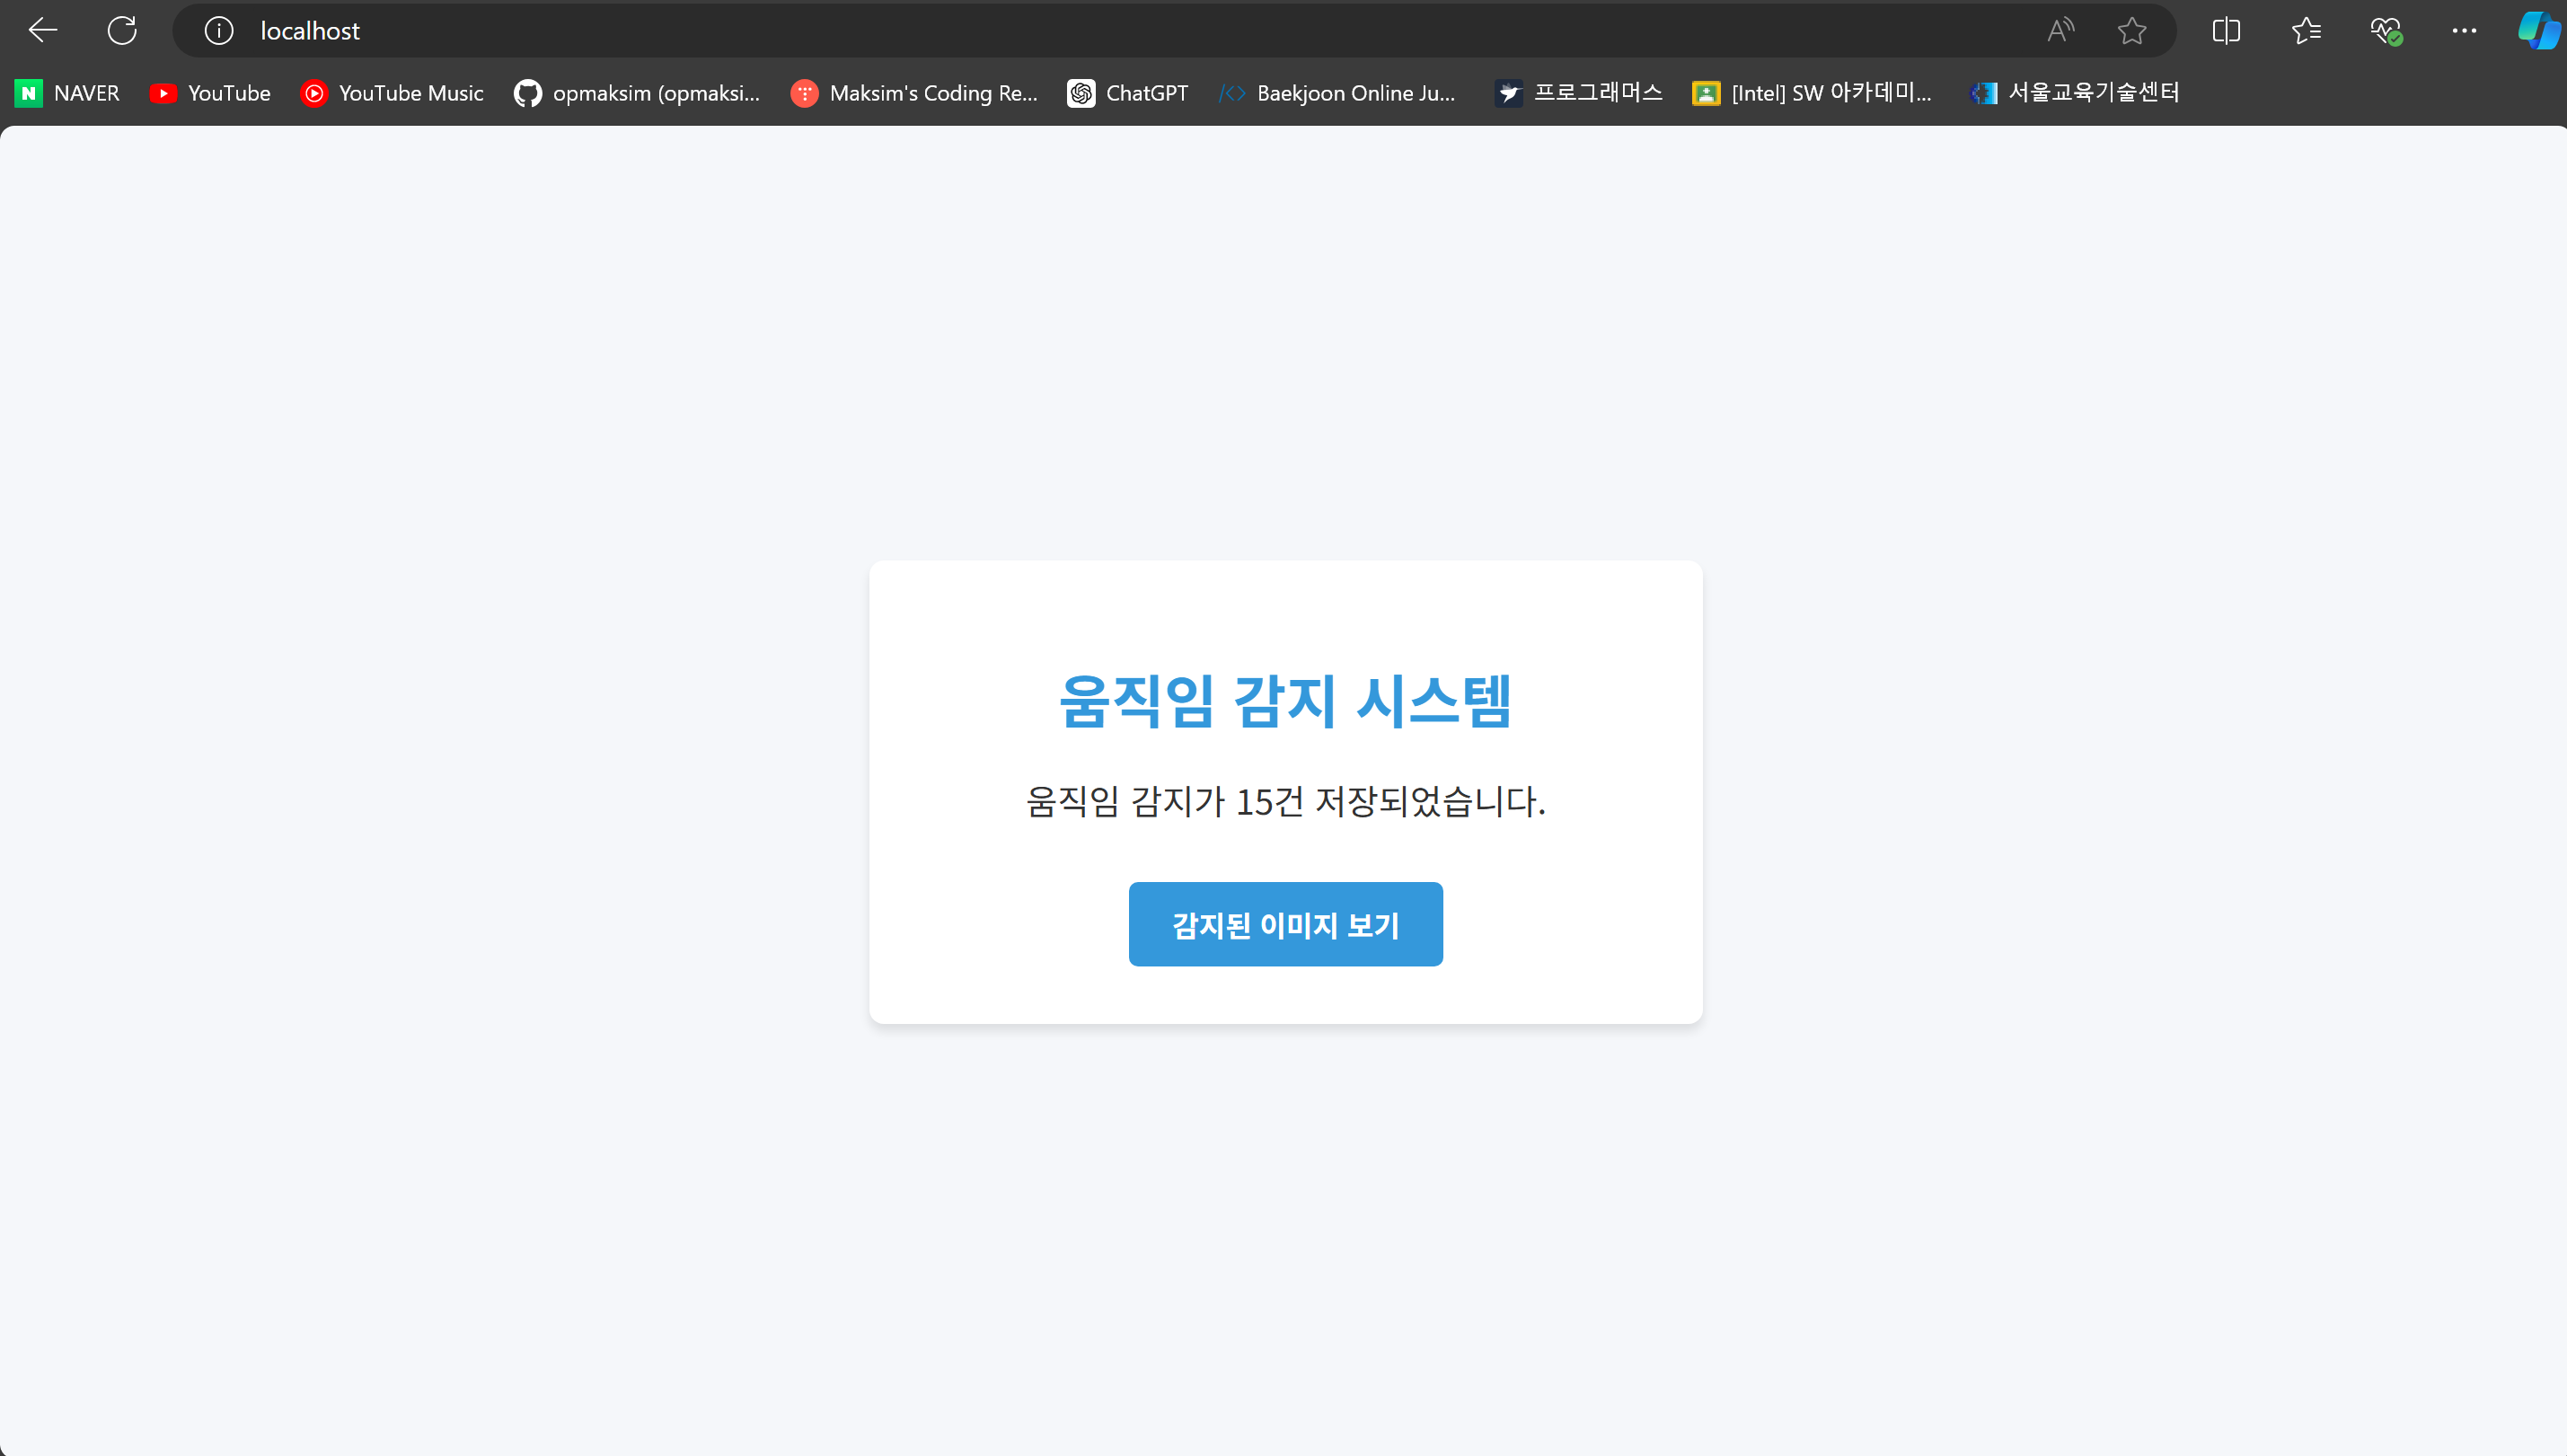 localhost
NAVER YouTube YouTube Music opmaksim (opmaksi... Maksim's Coding Re... ChatGPT Baekjoon Online Ju... 프로그래머스 [Intel] SW 아카데미... 서울교육기술센터
움직임 감지 시스템
움직임 감지가 15건 저장되었습니다.
감지된 이미지 보기